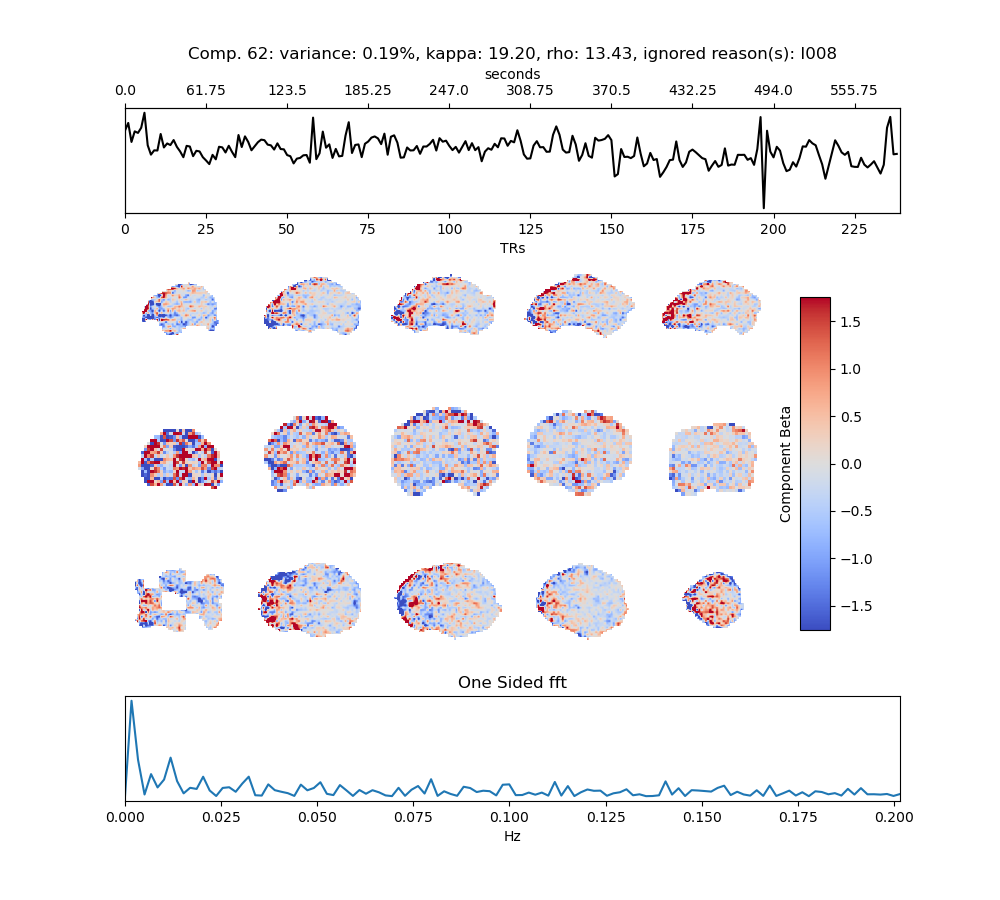 Comp. 62: variance: 0.19%, kappa: 19.20, rho: 13.43, ignored reason(s): I008
seconds
0.0 61.75 123.5 185.25 247.0 308.75 370.5 432.25 494.0 555.75
0 25 50 75 100 125 150 175 200 225
TRs
Component Beta
1.5
1.0
0.5
0.0
−0.5
−1.0
−1.5
One Sided fft
0.000 0.025 0.050 0.075 0.100 0.125 0.150 0.175 0.200
Hz